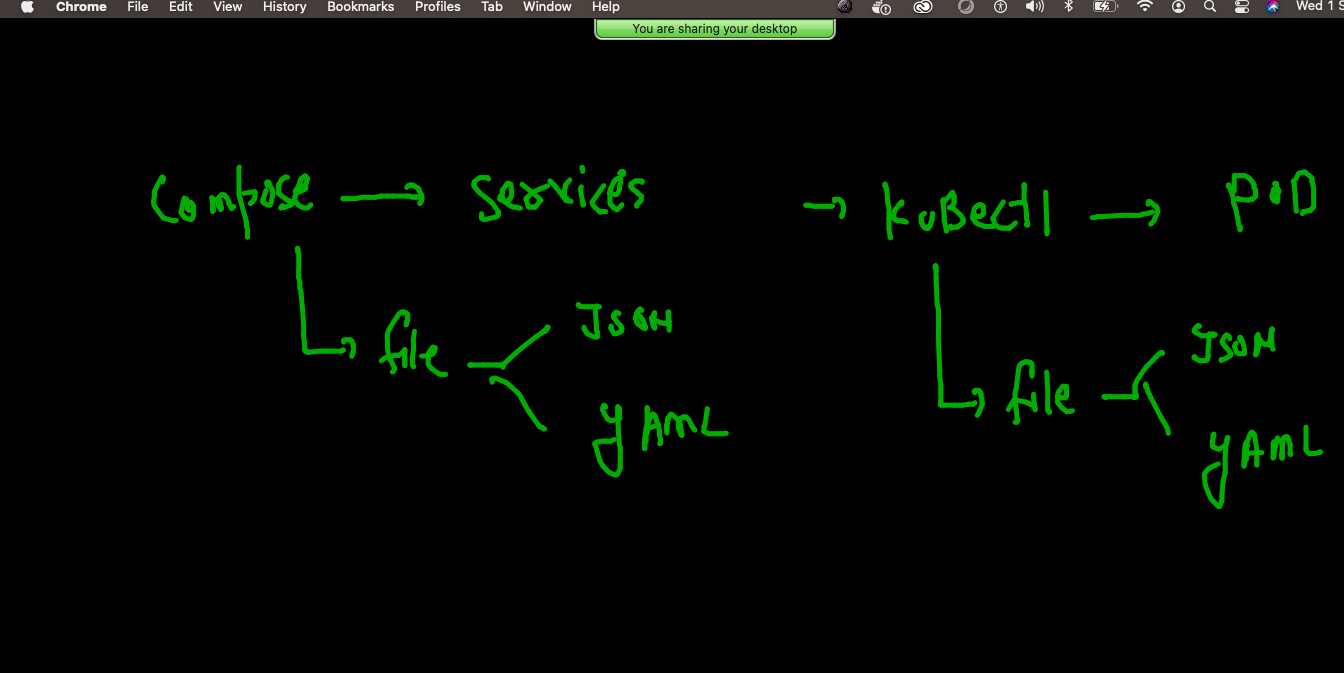 Chrome File Edit View History Bookmarks Profiles Tab Window Help Wed 1 S
You are sharing your desktop
Compose → Services → kuBectl → POD
file JSON
YAML
file JSON
YAML